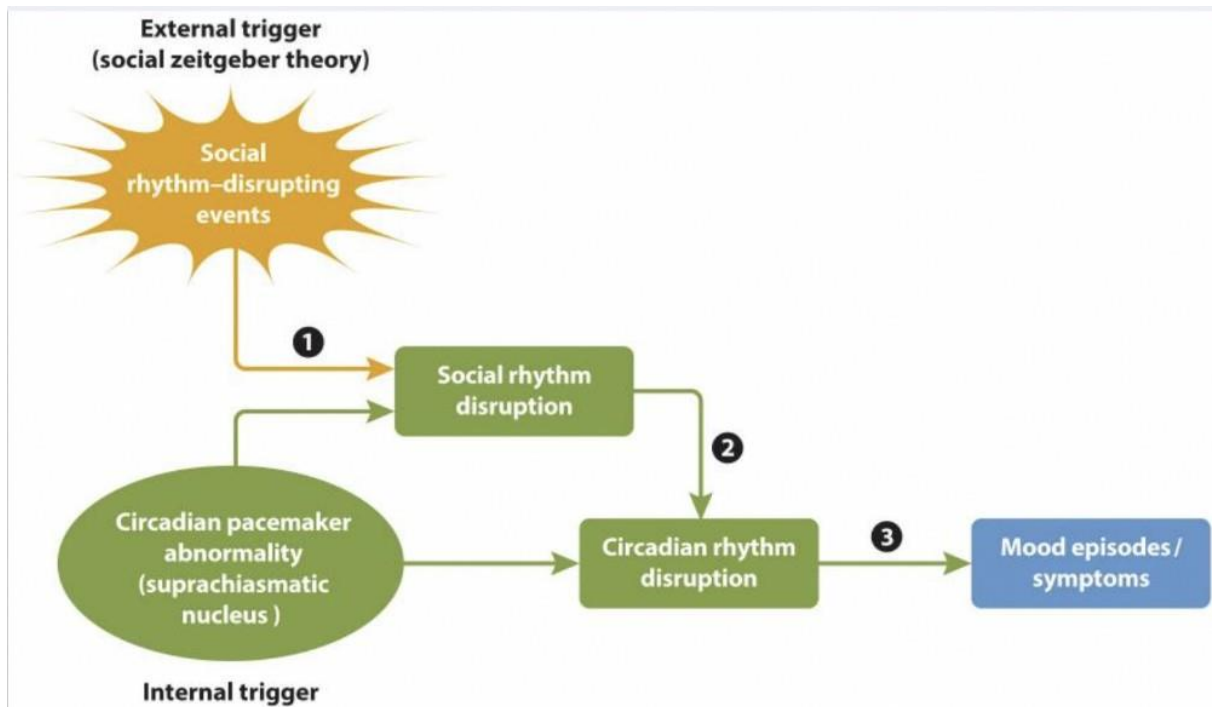 External trigger
(social zeitgeber theory)
Social
rhythm–disrupting
events
1
Social rhythm
disruption
2
Circadian pacemaker
abnormality
(suprachiasmatic
nucleus )
Circadian rhythm
disruption
3
Mood episodes /
symptoms
Internal trigger